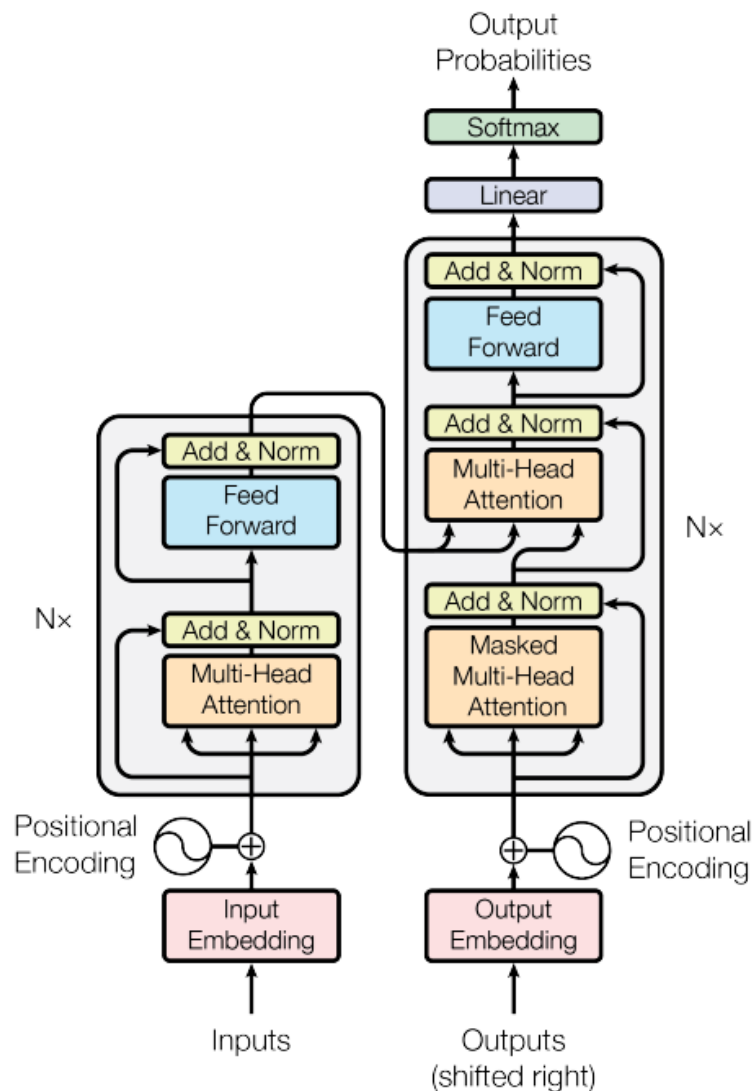 Output
Probabilities
Softmax
Linear
Add & Norm
Feed
Forward
Add & Norm
Multi-Head
Attention
Nx
Add & Norm
Masked
Multi-Head
Attention
Add & Norm
Feed
Forward
Nx
Add & Norm
Multi-Head
Attention
Positional
Encoding
Positional
Encoding
Input
Embedding
Output
Embedding
Inputs
Outputs
(shifted right)